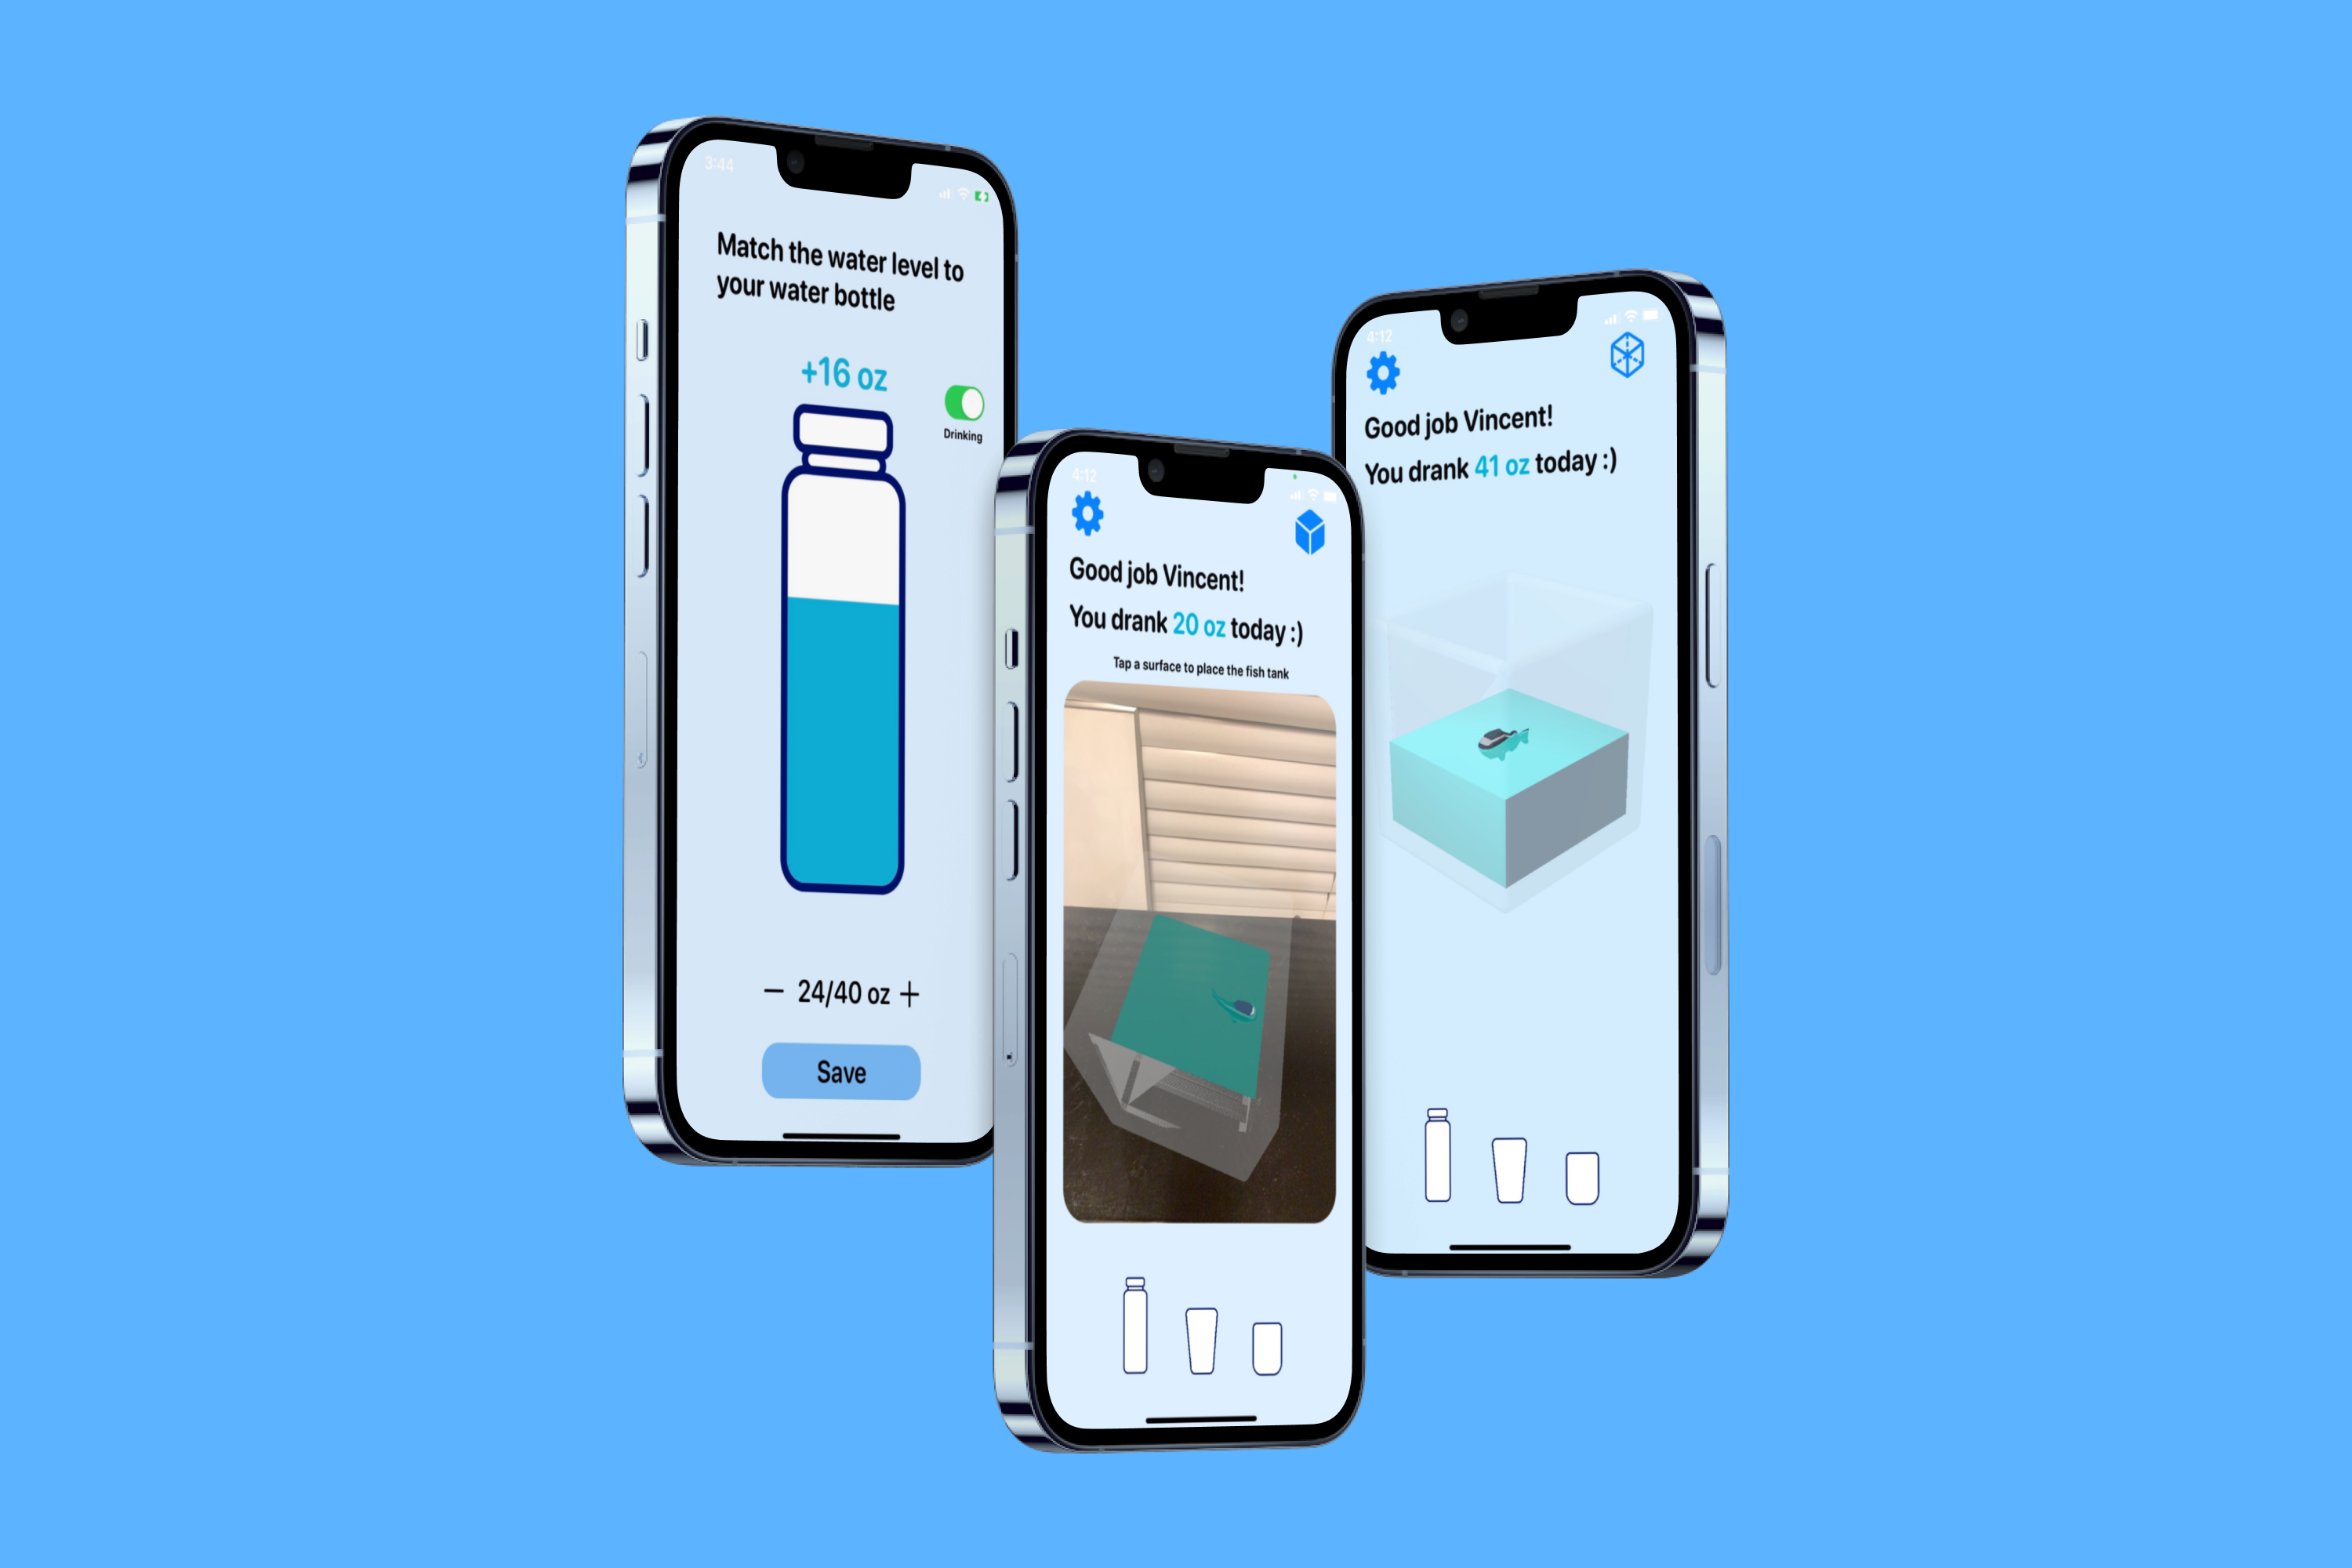 3:44
Match the water level to
your water bottle
+16 oz
Drinking
24/40 oz
Save
4:12
Good job Vincent!
You drank 20 oz today :)
Tap a surface to place the fish tank
4:12
Good job Vincent!
You drank 41 oz today :)